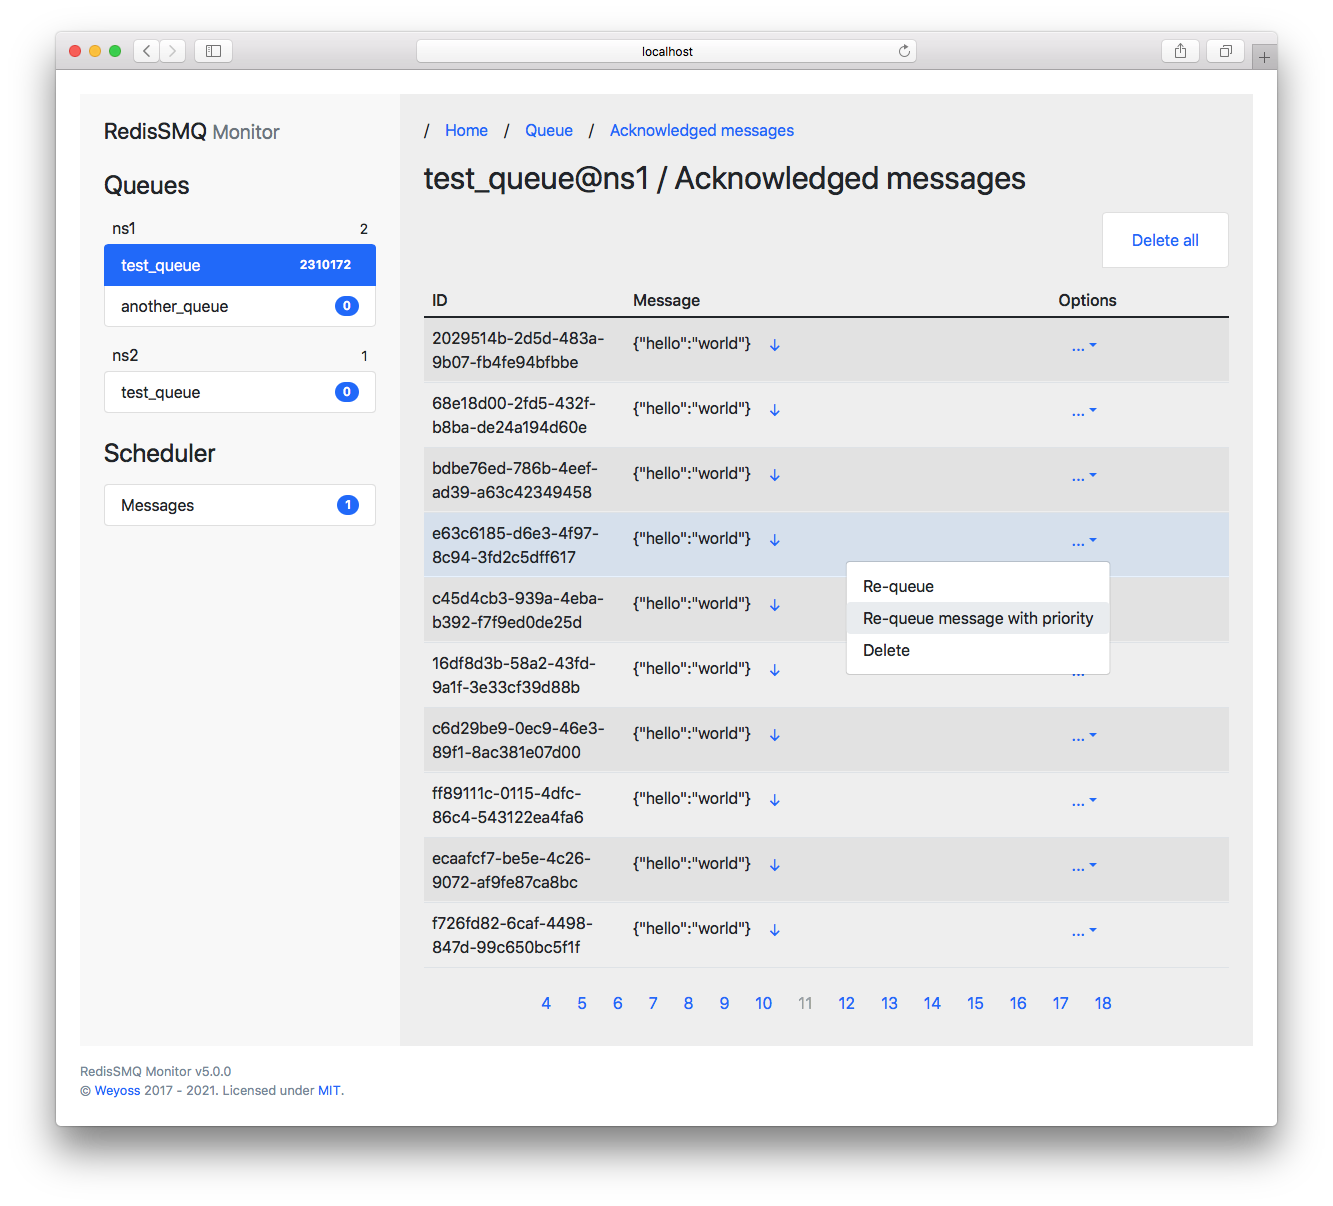 localhost
RedisSMQ Monitor
Queues
ns1 2
test_queue 2310172
another_queue 0
ns2 1
test_queue 0
Scheduler
Messages 1
/ Home / Queue / Acknowledged messages
test_queue@ns1 / Acknowledged messages
Delete all
ID Message Options
2029514b-2d5d-483a- {"hello":"world"} ↓ ...
9b07-fb4fe94bfbbe
68e18d00-2fd5-432f- {"hello":"world"} ↓ ...
b8ba-de24a194d60e
bdbe76ed-786b-4eef- {"hello":"world"} ↓ ...
ad39-a63c42349458
e63c6185-d6e3-4f97- {"hello":"world"} ↓ ...
8c94-3fd2c5dff617
Re-queue
Re-queue message with priority
Delete
c45d4cb3-939a-4eba- {"hello":"world"} ↓
b392-f7f9ed0de25d
16df8d3b-58a2-43fd- {"hello":"world"} ↓ ...
9a1f-3e33cf39d88b
c6d29be9-0ec9-46e3- {"hello":"world"} ↓ ...
89f1-8ac381e07d00
ff89111c-0115-4dfc- {"hello":"world"} ↓ ...
86c4-543122ea4fa6
ecaafcf7-be5e-4c26- {"hello":"world"} ↓ ...
9072-af9fe87ca8bc
f726fd82-6caf-4498- {"hello":"world"} ↓ ...
847d-99c650bc5f1f
4 5 6 7 8 9 10 11 12 13 14 15 16 17 18
RedisSMQ Monitor v5.0.0
© Weyoss 2017 - 2021. Licensed under MIT.